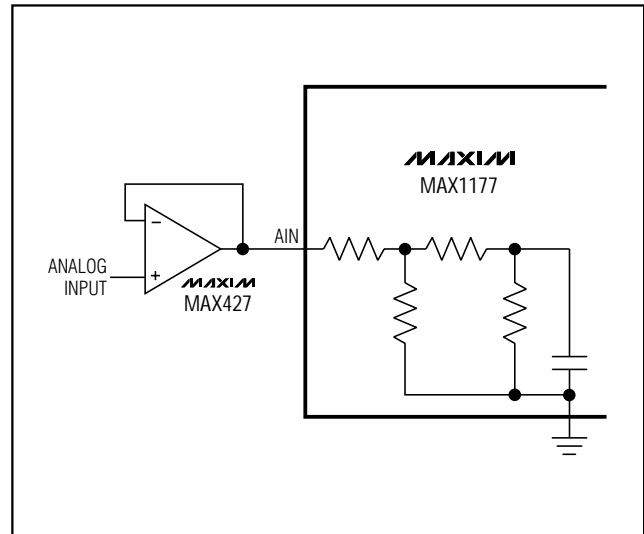 MAXIM
MAX1177
AIN
−
+
ANALOG
INPUT
MAXIM
MAX427